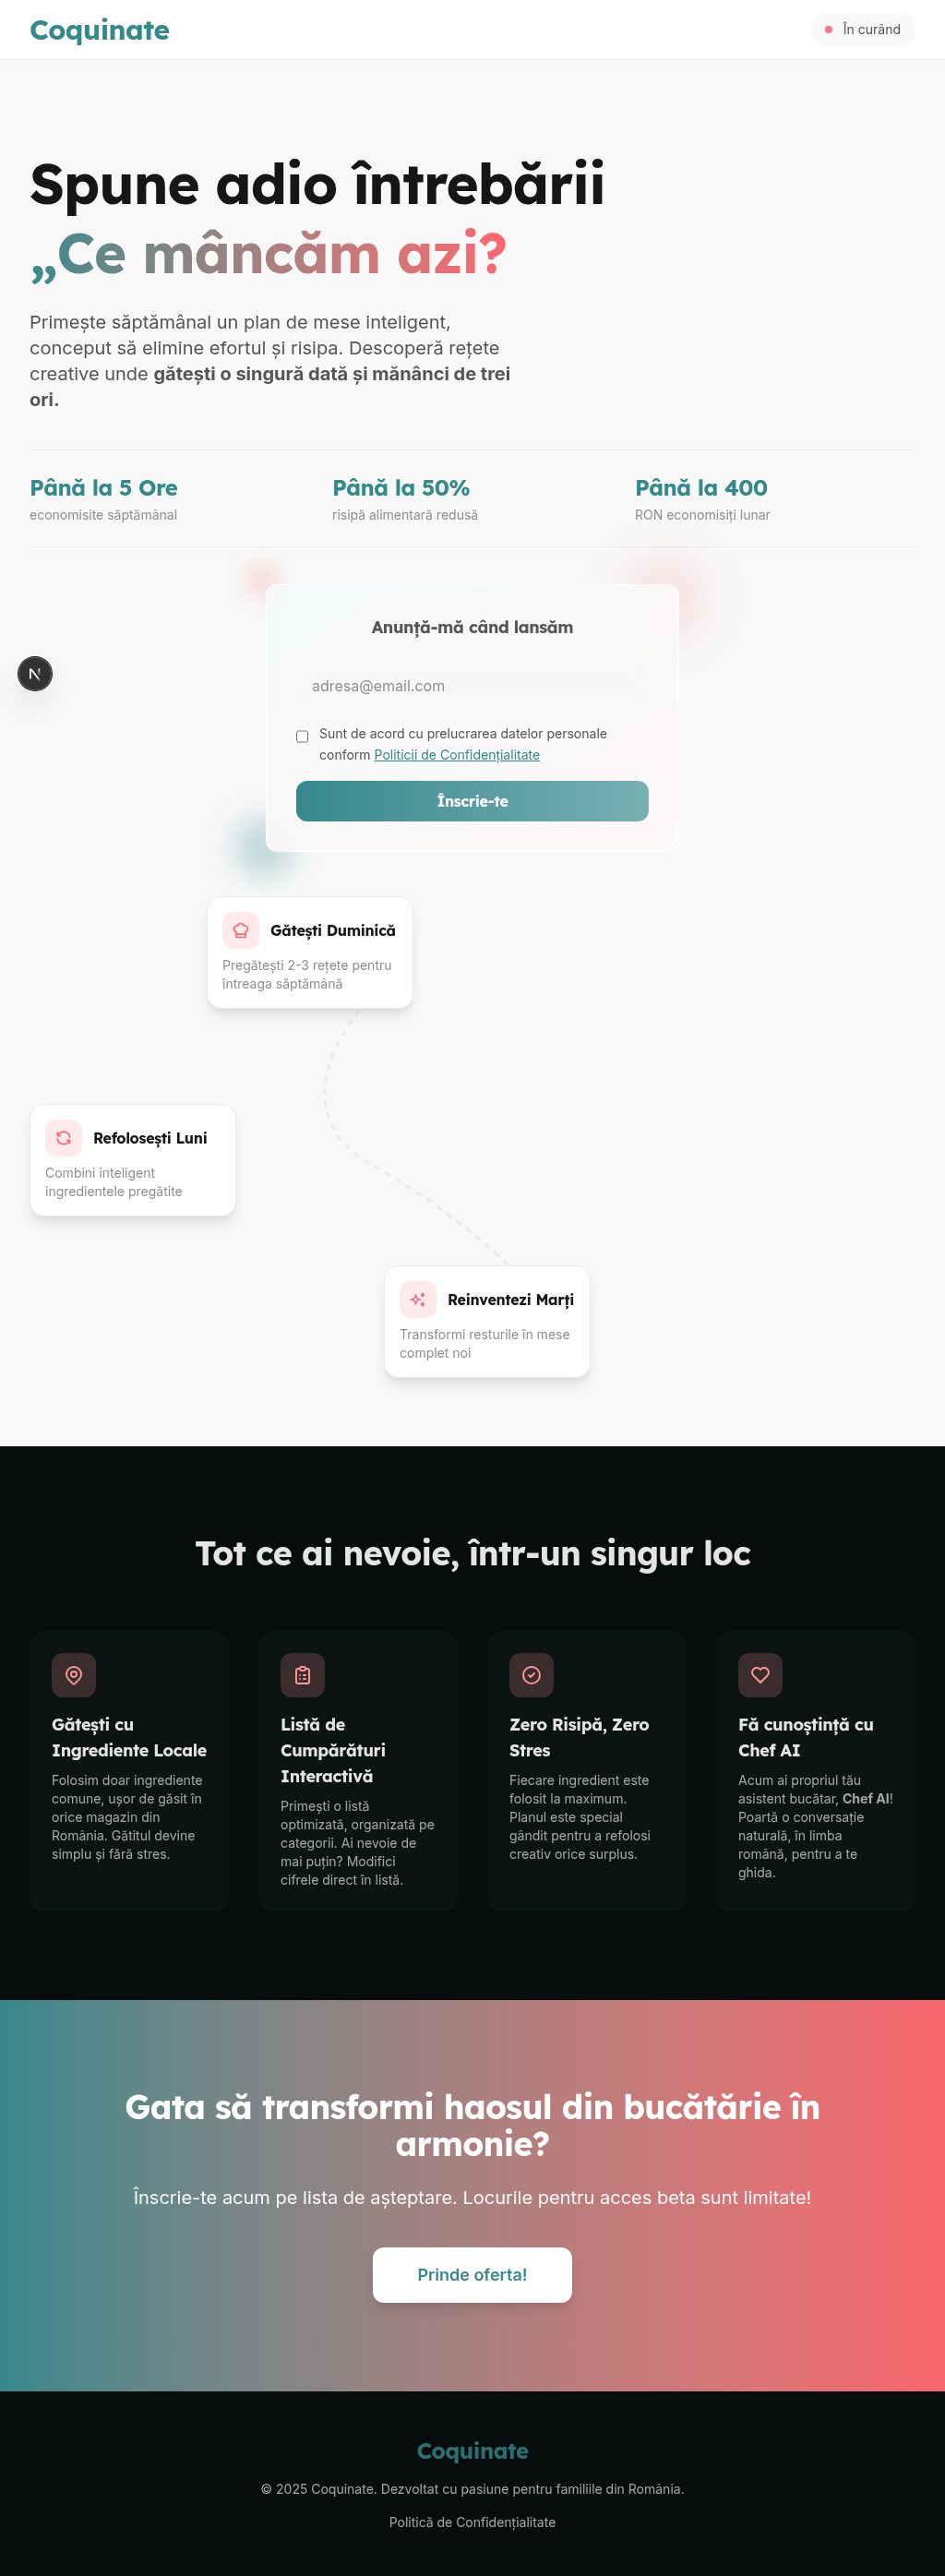 Coquinate
În curând
Spune adio întrebării
„Ce mâncăm azi?
Primește săptămânal un plan de mese inteligent,
conceput să elimine efortul și risipa. Descoperă rețete
creative unde gătești o singură dată și mănânci de trei
ori.
Până la 5 Ore
economisite săptămânal
Până la 50%
risipă alimentară redusă
Până la 400
RON economisiți lunar
Anunță-mă când lansăm
N
adresa@email.com
Sunt de acord cu prelucrarea datelor personale
conform Politicii de Confidențialitate
Înscrie-te
Gătești Duminică
Pregătești 2-3 rețete pentru
întreaga săptămână
Refolosești Luni
Combini inteligent
ingredientele pregătite
Reinventezi Marți
Transformi resturile în mese
complet noi
Tot ce ai nevoie, într-un singur loc
Gătești cu
Ingrediente Locale
Folosim doar ingrediente
comune, ușor de găsit în
orice magazin din
România. Gătitul devine
simplu și fără stres.
Listă de
Cumpărături
Interactivă
Primești o listă
optimizată, organizată pe
categorii. Ai nevoie de
mai puțin? Modifici
cifrele direct în listă.
Zero Risipă, Zero
Stres
Fiecare ingredient este
folosit la maximum.
Planul este special
gândit pentru a refolosi
creativ orice surplus.
Fă cunoștință cu
Chef AI
Acum ai propriul tău
asistent bucătar, Chef AI!
Poartă o conversație
naturală, în limba
română, pentru a te
ghida.
Gata să transformi haosul din bucătărie în
armonie?
Înscrie-te acum pe lista de așteptare. Locurile pentru acces beta sunt limitate!
Prinde oferta!
Coquinate
© 2025 Coquinate. Dezvoltat cu pasiune pentru familiile din România.
Politică de Confidențialitate